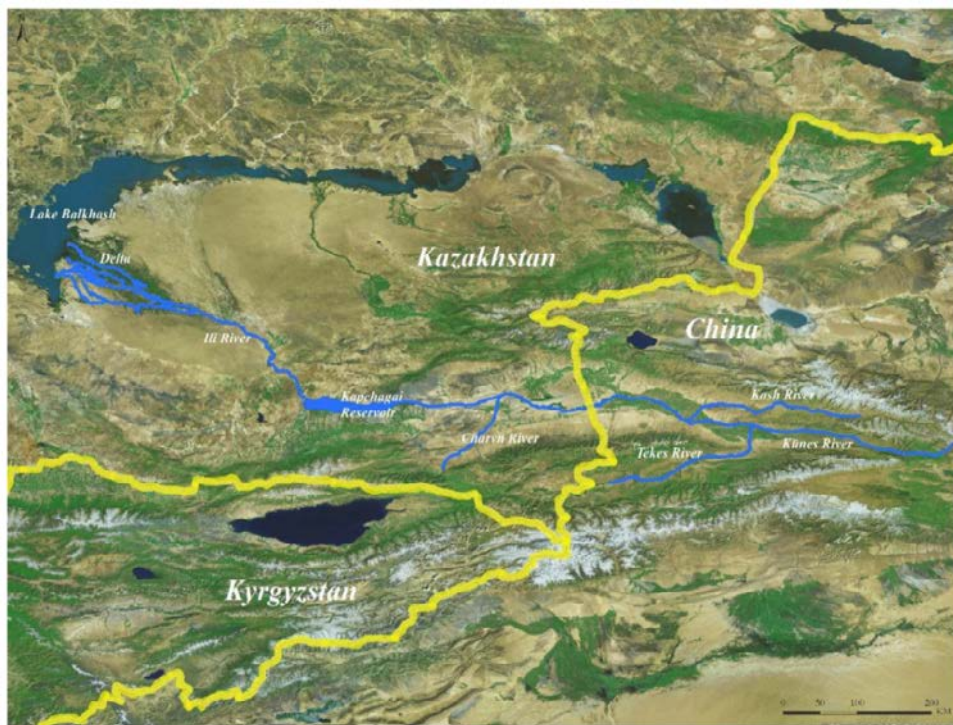 Lake Balkhash
Delta
Kazakhstan
China
Ili River
Kapchagai
Reservoir
Kash River
Charyn River
Tekes River
Künes River
Kyrgyzstan
0 50 100 200
KM